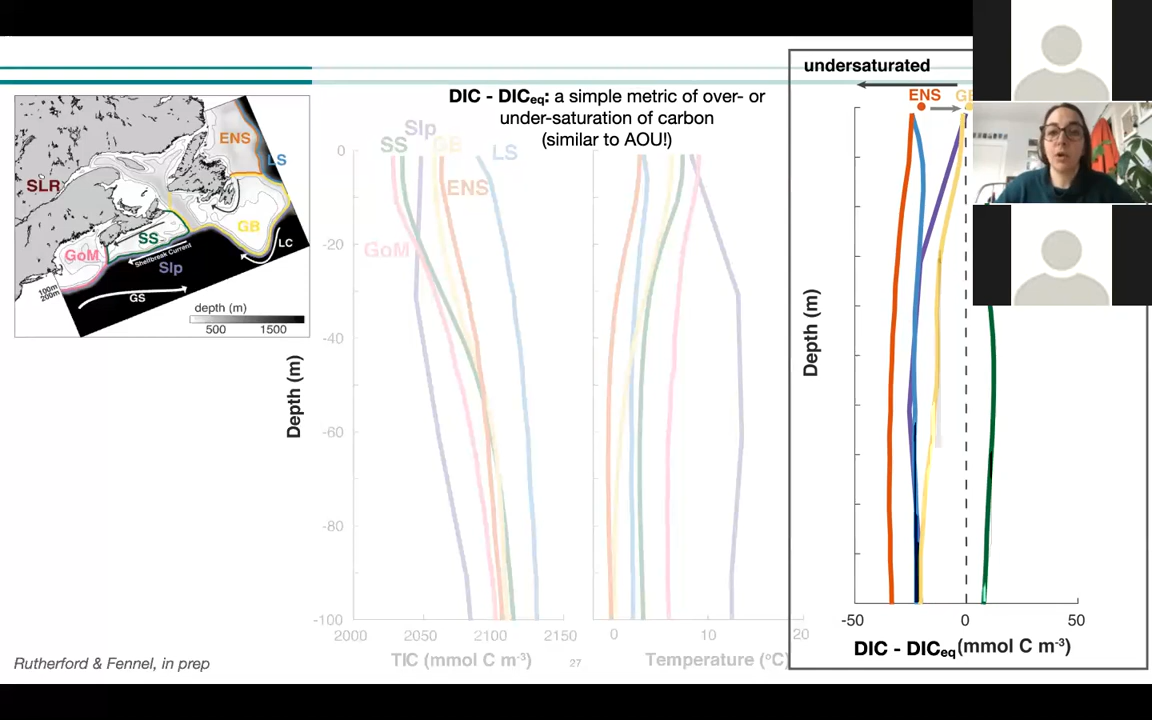 undersaturated
DIC - DICeq: a simple metric of over- or
under-saturation of carbon
(similar to AOU!)
ENS
LS
SLR
GB
SS
LC
GoM
Shelfbreak Current
Slp
100m
200m
GS
depth (m)
500 1500
Slp
SS GB LS
ENS
GoM
0
-20
-40
-60
-80
-100
Depth (m)
2000 2050 2100 2150
TIC (mmol C m-3)
0 10 20
Temperature (°C)
ENS
Depth (m)
-50 0 50
DIC - DICeq (mmol C m-3)
Rutherford & Fennel, in prep
27